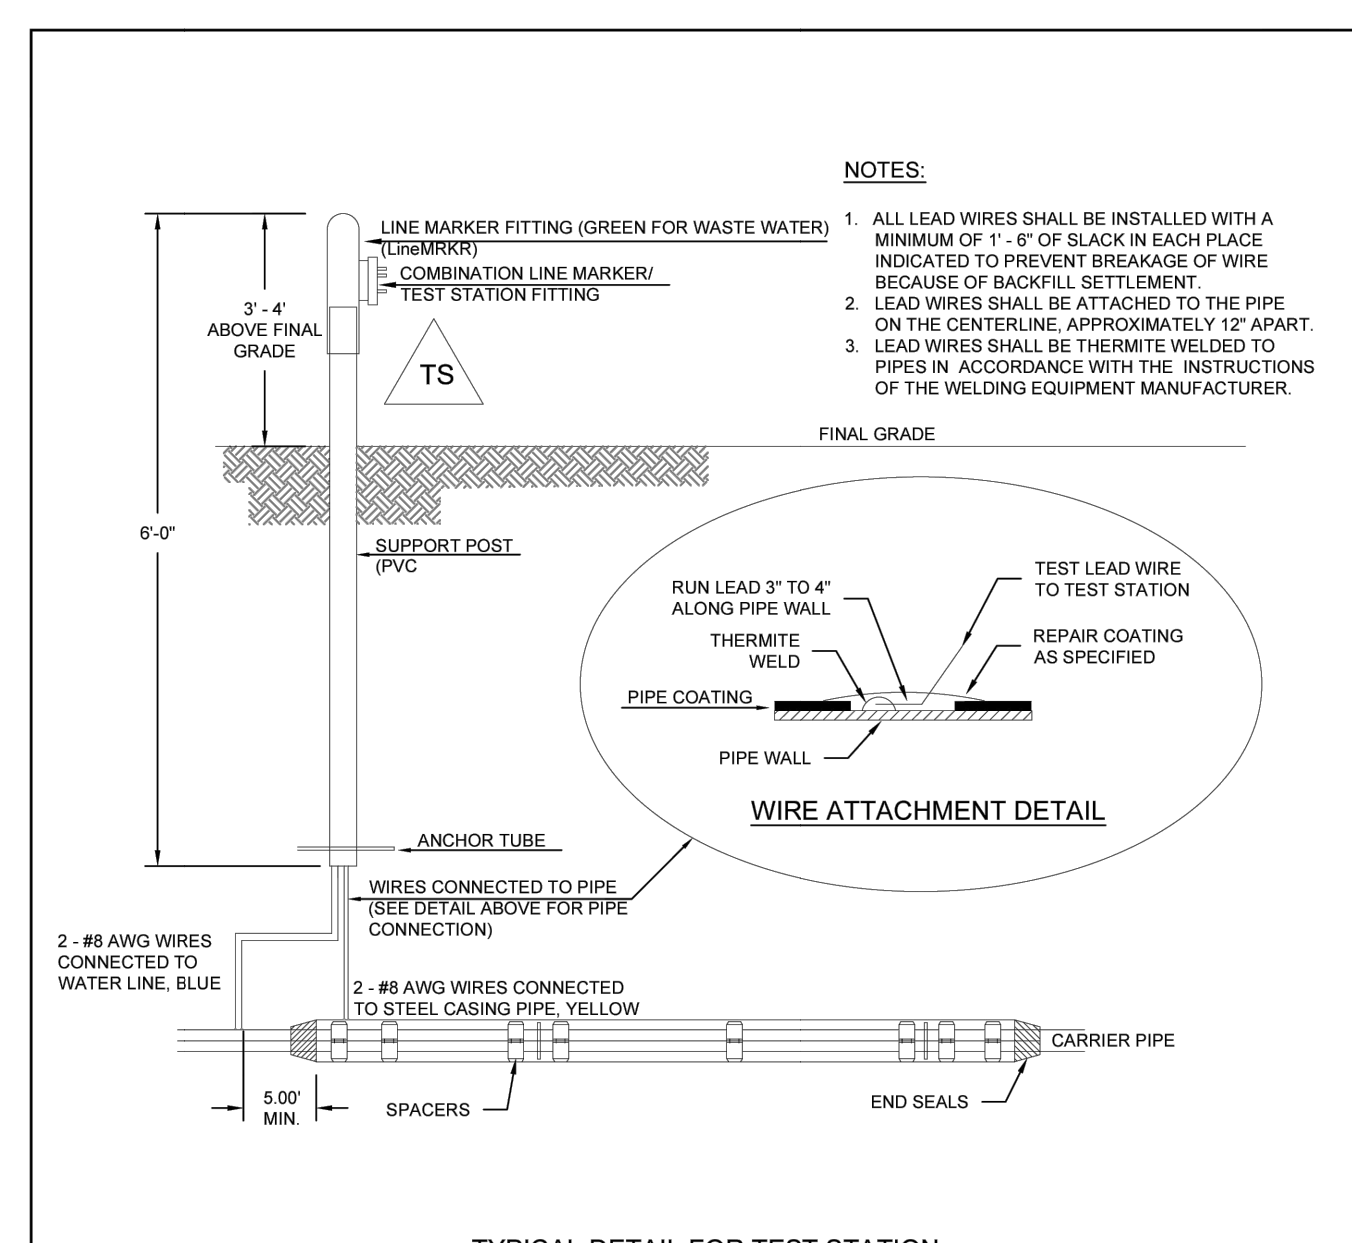 NOTES:
1. ALL LEAD WIRES SHALL BE INSTALLED WITH A
MINIMUM OF 1' - 6" OF SLACK IN EACH PLACE
INDICATED TO PREVENT BREAKAGE OF WIRE
BECAUSE OF BACKFILL SETTLEMENT.
2. LEAD WIRES SHALL BE ATTACHED TO THE PIPE
ON THE CENTERLINE, APPROXIMATELY 12" APART.
3. LEAD WIRES SHALL BE THERMITE WELDED TO
PIPES IN ACCORDANCE WITH THE INSTRUCTIONS
OF THE WELDING EQUIPMENT MANUFACTURER.
LINE MARKER FITTING (GREEN FOR WASTE WATER)
(LineMRKR)
COMBINATION LINE MARKER/
TEST STATION FITTING
3' - 4'
ABOVE FINAL
GRADE
TS
FINAL GRADE
6'-0"
SUPPORT POST
(PVC
RUN LEAD 3" TO 4"
ALONG PIPE WALL
TEST LEAD WIRE
TO TEST STATION
THERMITE
WELD
REPAIR COATING
AS SPECIFIED
PIPE COATING
PIPE WALL
WIRE ATTACHMENT DETAIL
ANCHOR TUBE
WIRES CONNECTED TO PIPE
(SEE DETAIL ABOVE FOR PIPE
CONNECTION)
2 - #8 AWG WIRES
CONNECTED TO
WATER LINE, BLUE
2 - #8 AWG WIRES CONNECTED
TO STEEL CASING PIPE, YELLOW
CARRIER PIPE
5.00'
MIN.
SPACERS
END SEALS
TYPICAL DETAIL FOR TEST STATION